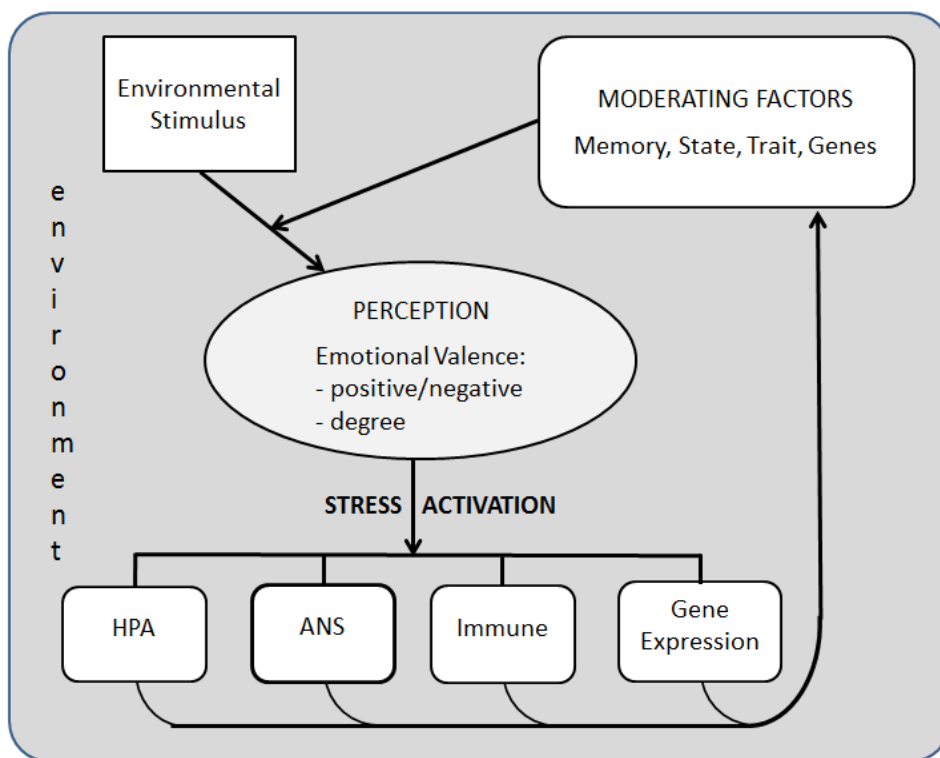 Environmental
Stimulus
MODERATING FACTORS
Memory, State, Trait, Genes
environment
PERCEPTION
Emotional Valence:
- positive/negative
- degree
STRESS ACTIVATION
HPA
ANS
Immune
Gene
Expression